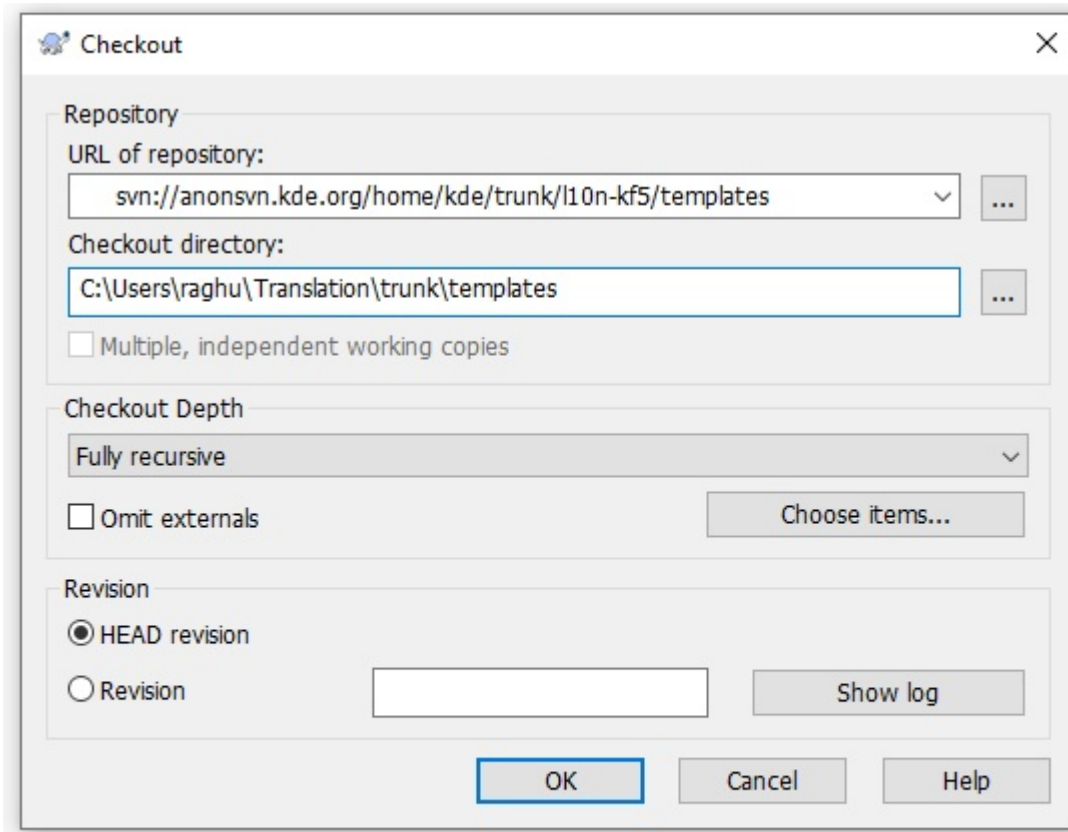 Checkout
Repository
URL of repository:
svn://anonsvn.kde.org/home/kde/trunk/l10n-kf5/templates
...
Checkout directory:
C:\Users\raghu\Translation\trunk\templates
...
Multiple, independent working copies
Checkout Depth
Fully recursive
Omit externals
Choose items...
Revision
HEAD revision
Revision
Show log
OK Cancel Help